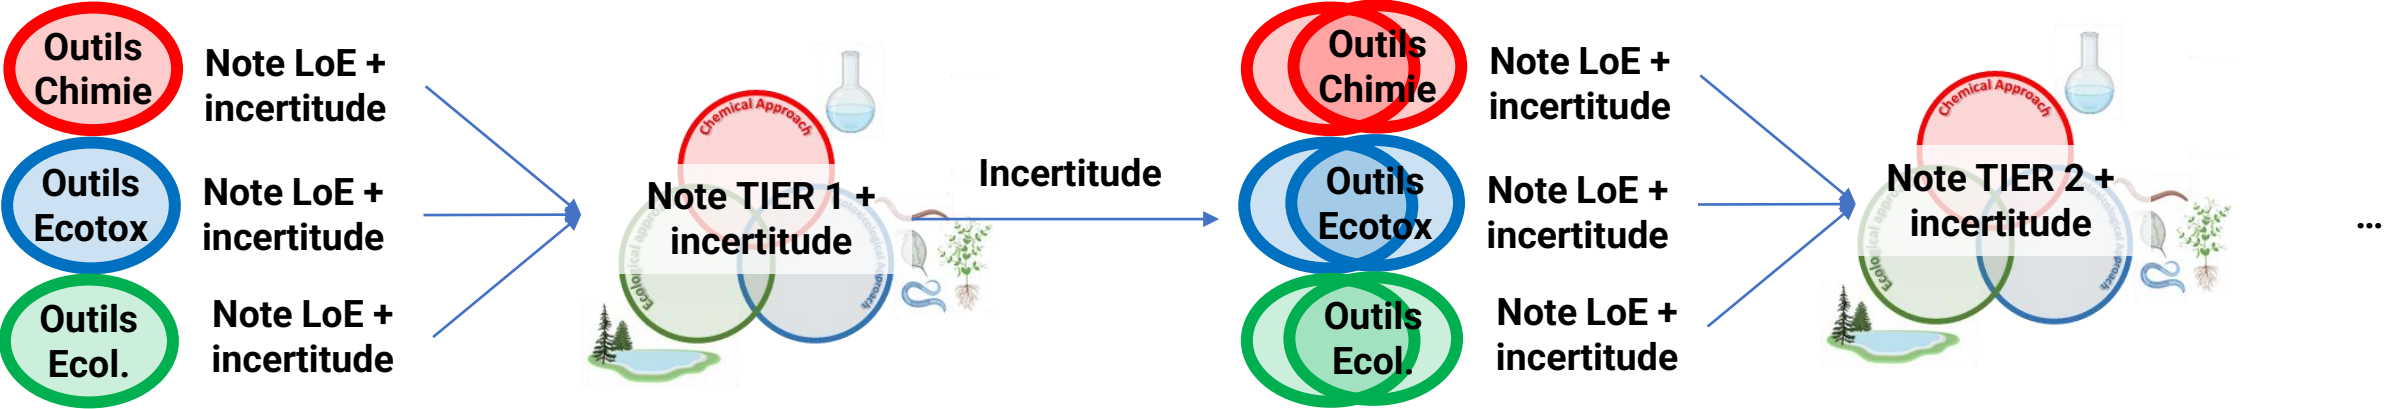 Outils
Chimie
Note LoE +
incertitude
Outils
Ecotox
Note LoE +
incertitude
Outils
Ecol.
Note LoE +
incertitude
Chemical Approach
Note TIER 1 +
incertitude
Incertitude
Outils
Chimie
Note LoE +
incertitude
Outils
Ecotox
Note LoE +
incertitude
Outils
Ecol.
Note LoE +
incertitude
Chemical Approach
Note TIER 2 +
incertitude
...